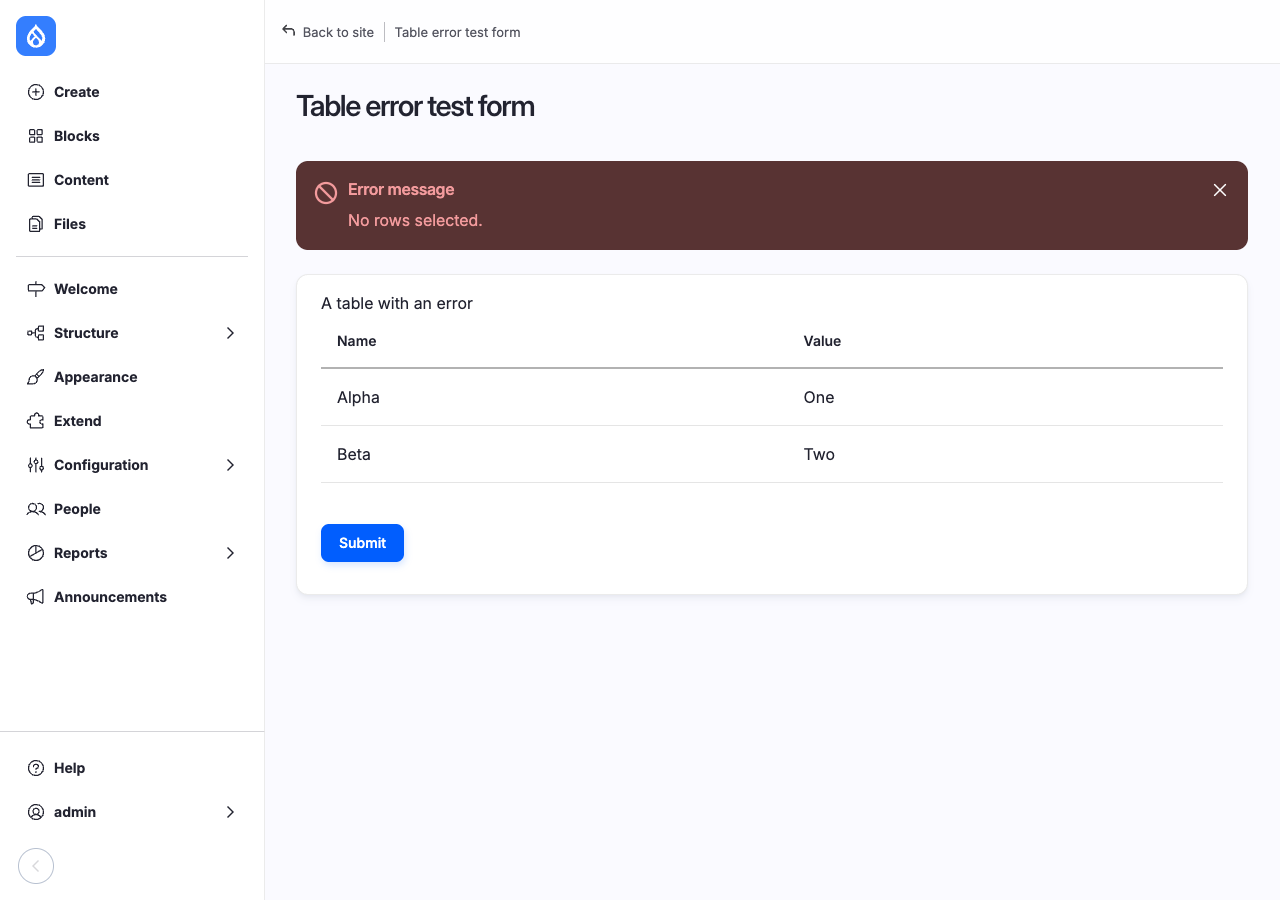 Create
Blocks
Content
Files
Welcome
Structure
Appearance
Extend
Configuration
People
Reports
Announcements
Help
admin
Back to site
Table error test form
Table error test form
Error message
No rows selected.
A table with an error
Name Value
Alpha One
Beta Two
Submit